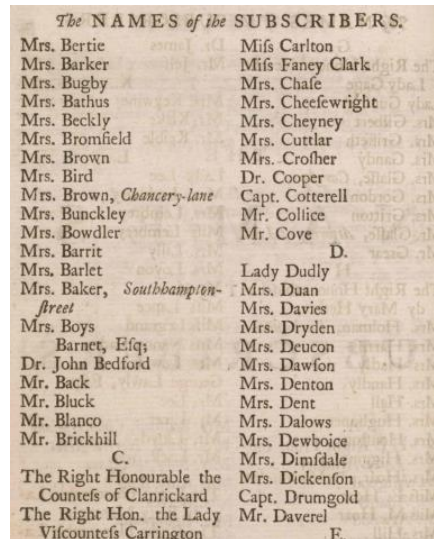 The NAMES of the SUBSCRIBERS.
Mrs. Bertie
Mrs. Barker
Mrs. Bugby
Mrs. Bathus
Mrs. Beckly
Mrs. Bromfield
Mrs. Brown
Mrs. Bird
Mrs. Brown, Chancery-lane
Mrs. Bunckley
Mrs. Bowdler
Mrs. Barrit
Mrs. Barlet
Mrs. Baker, Southhampton-
ſtreet
Mrs. Boys
Barnet, Eſq;
Dr. John Bedford
Mr. Back
Mr. Bluck
Mr. Blanco
Mr. Brickhill
C.
The Right Honourable the
Counteſs of Clanrickard
The Right Hon. the Lady
Viſcounteſs Carrington
Miſs Carlton
Miſs Faney Clark
Mrs. Chaſe
Mrs. Cheeſewright
Mrs. Cheyney
Mrs. Cuttlar
Mrs. Croſher
Dr. Cooper
Capt. Cotterell
Mr. Collice
Mr. Cove
D.
Lady Dudly
Mrs. Duan
Mrs. Davies
Mrs. Dryden
Mrs. Deucon
Mrs. Dawſon
Mrs. Denton
Mrs. Dent
Mrs. Dalows
Mrs. Dewboice
Mrs. Dimſdale
Mrs. Dickenſon
Capt. Drumgold
Mr. Daverel
E.